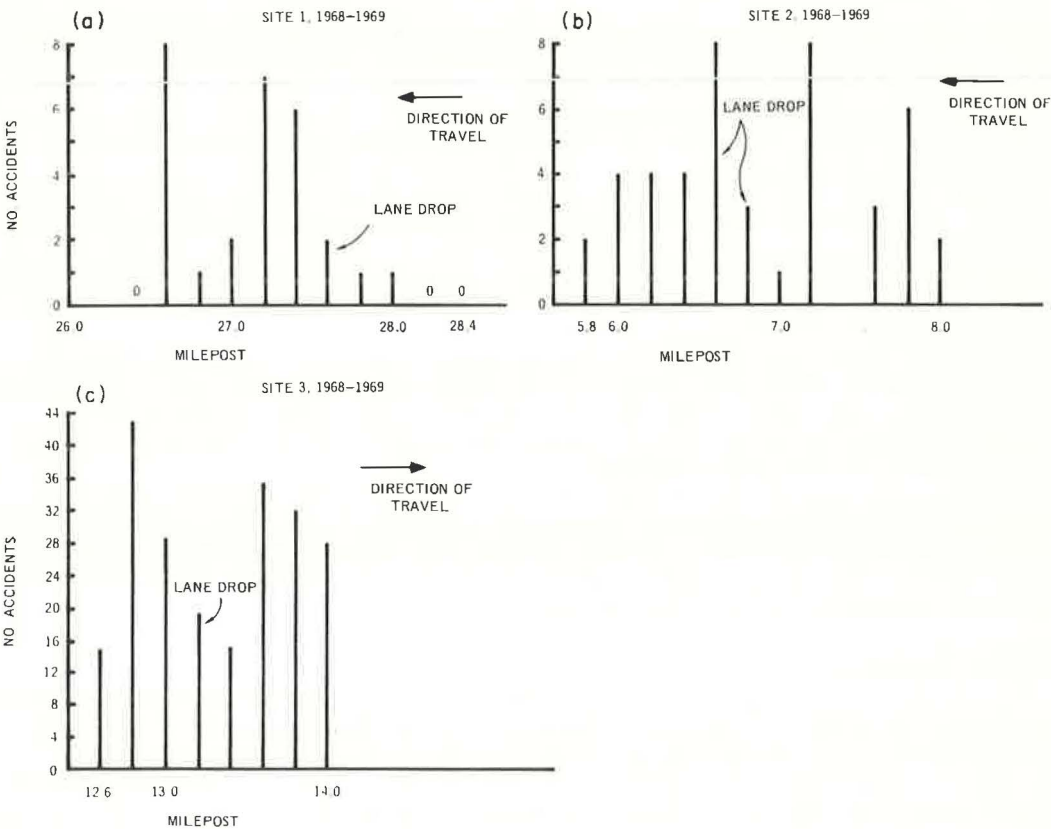 (a)
SITE 1, 1968-1969
8
6
4
2
0
NO ACCIDENTS
DIRECTION OF
TRAVEL
LANE DROP
0
0
0
26 0
27.0
28.0
28.4
MILEPOST
(b)
SITE 2, 1968-1969
8
6
4
2
0
LANE DROP
DIRECTION OF
TRAVEL
5.8
6.0
7.0
8.0
MILEPOST
(c)
SITE 3, 1968-1969
44
40
36
32
28
24
20
16
12
8
4
0
NO ACCIDENTS
DIRECTION OF
TRAVEL
LANE DROP
12 6
13 0
14.0
MILEPOST